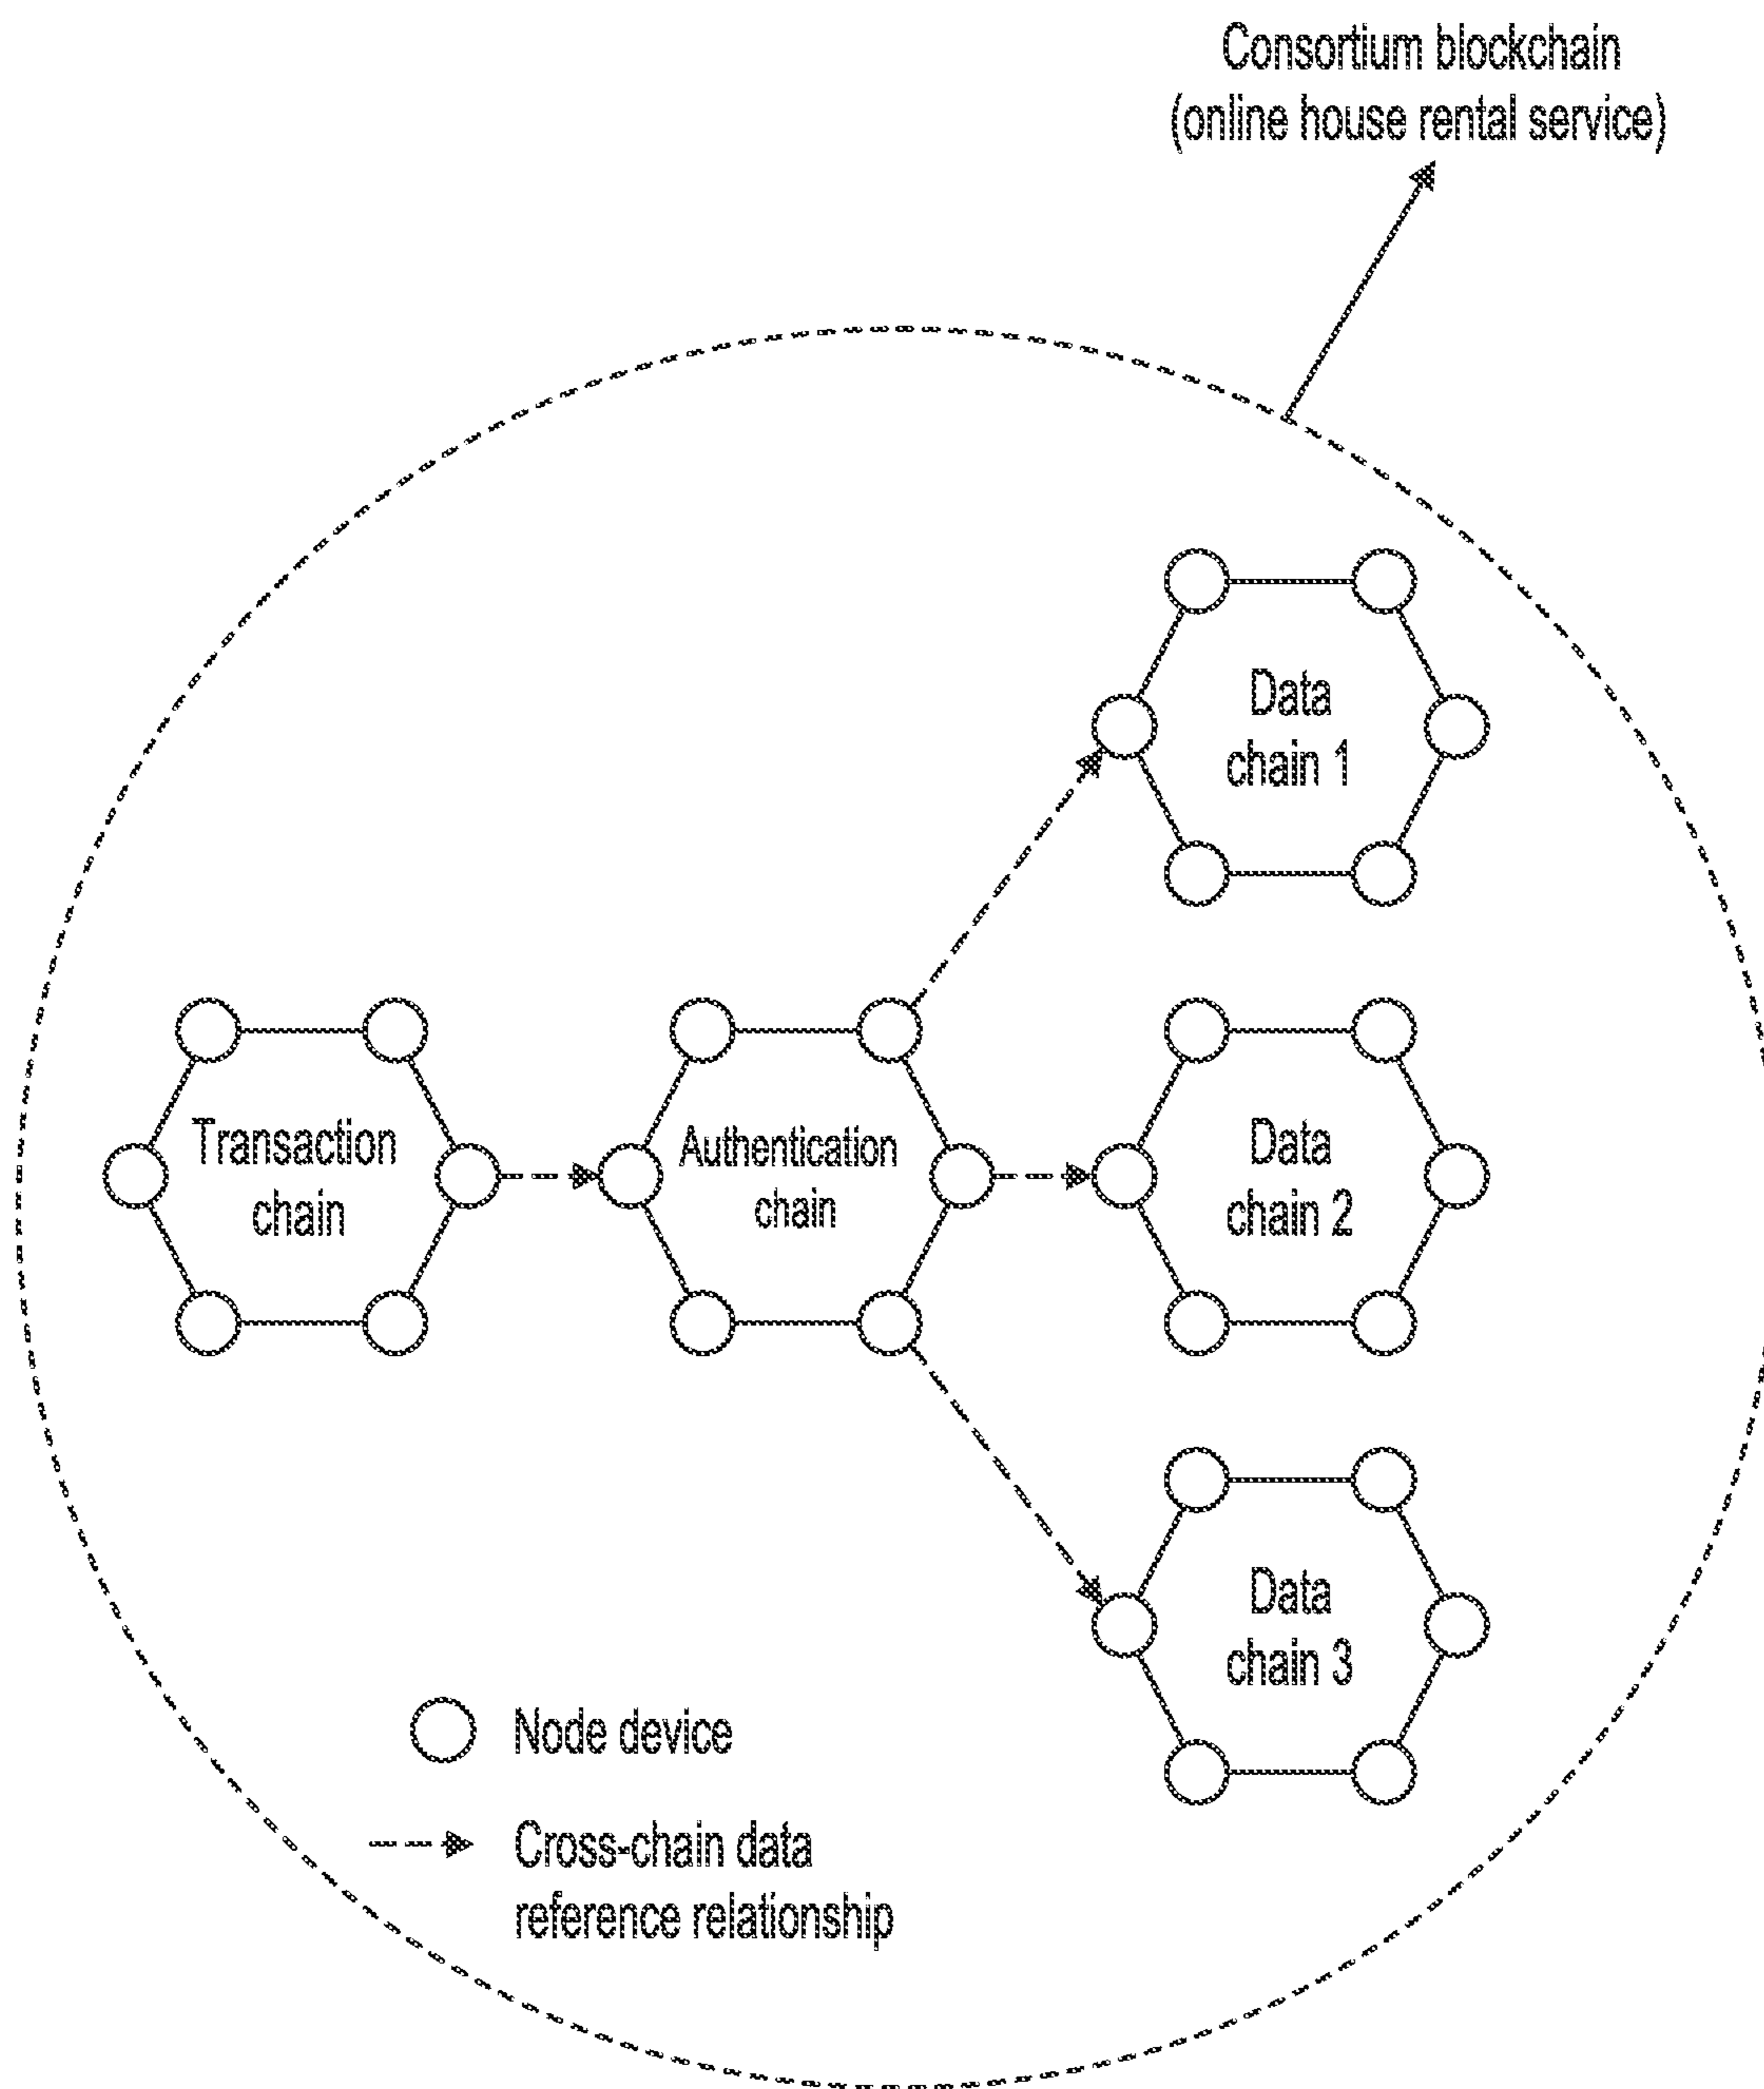 Consortium blockchain
(online house rental service)
Data
chain 1
Transaction
chain
Authentication
chain
Data
chain 2
Data
chain 3
Node device
Cross-chain data
reference relationship